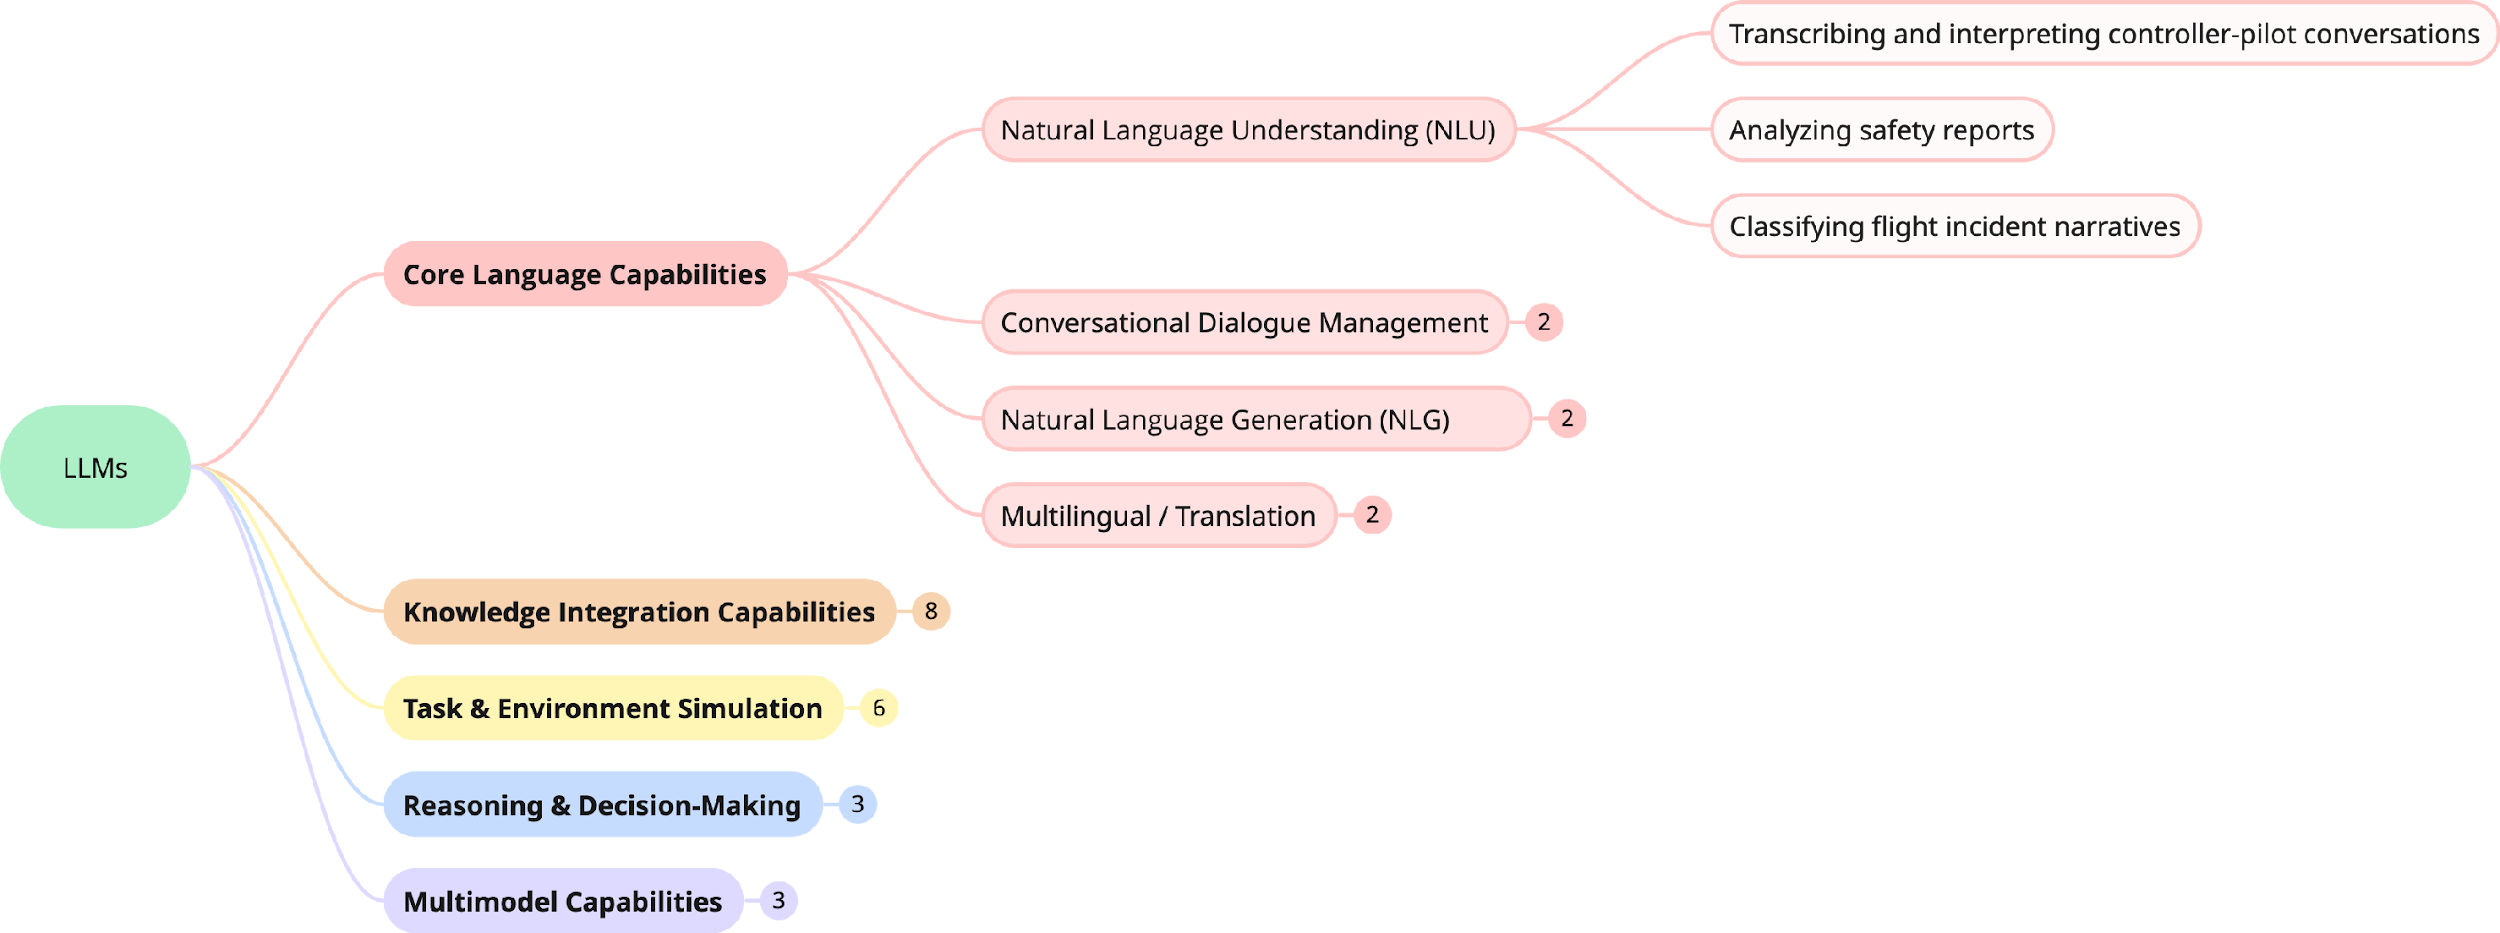 Transcribing and interpreting controller-pilot conversations
Natural Language Understanding (NLU)
Analyzing safety reports
Classifying flight incident narratives
Core Language Capabilities
Conversational Dialogue Management
2
Natural Language Generation (NLG)
2
LLMs
Multilingual / Translation
2
Knowledge Integration Capabilities
8
Task & Environment Simulation
6
Reasoning & Decision-Making
3
Multimodel Capabilities
3